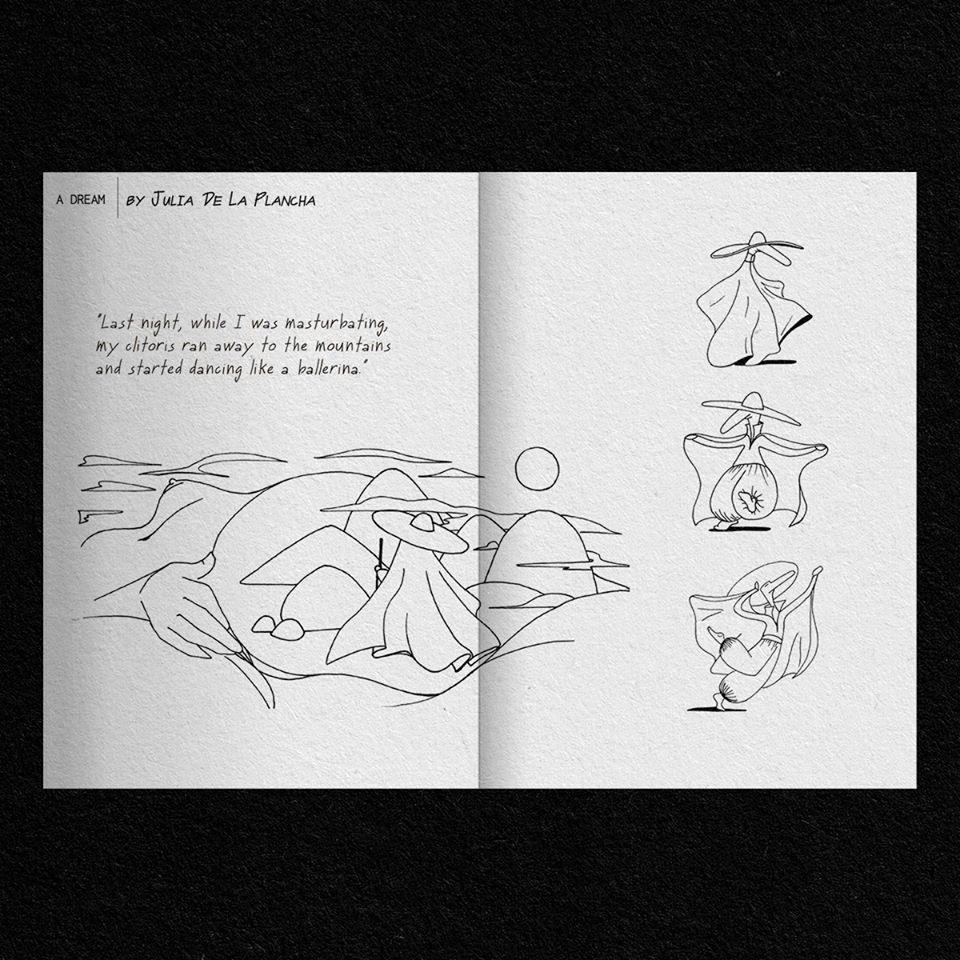 A DREAM | BY JULIA DE LA PLANCHA
"Last night, while I was masturbating,
my clitoris ran away to the mountains
and started dancing like a ballerina."